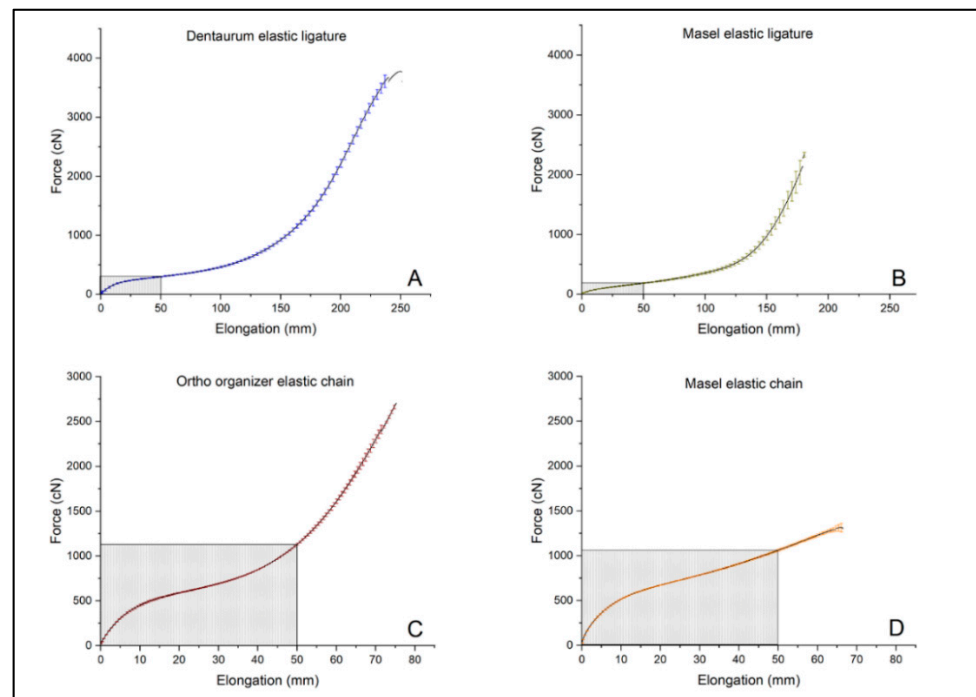 Dentaurum elastic ligature
4000
3000
2000
1000
0
Force (cN)
0 50 100 150 200 250
Elongation (mm)
A
Masel elastic ligature
4000
3000
2000
1000
0
Force (cN)
0 50 100 150 200 250
Elongation (mm)
B
Ortho organizer elastic chain
3000
2500
2000
1500
1000
500
0
Force (cN)
0 10 20 30 40 50 60 70 80
Elongation (mm)
C
Masel elastic chain
3000
2500
2000
1500
1000
500
0
Force (cN)
0 10 20 30 40 50 60 70 80
Elongation (mm)
D